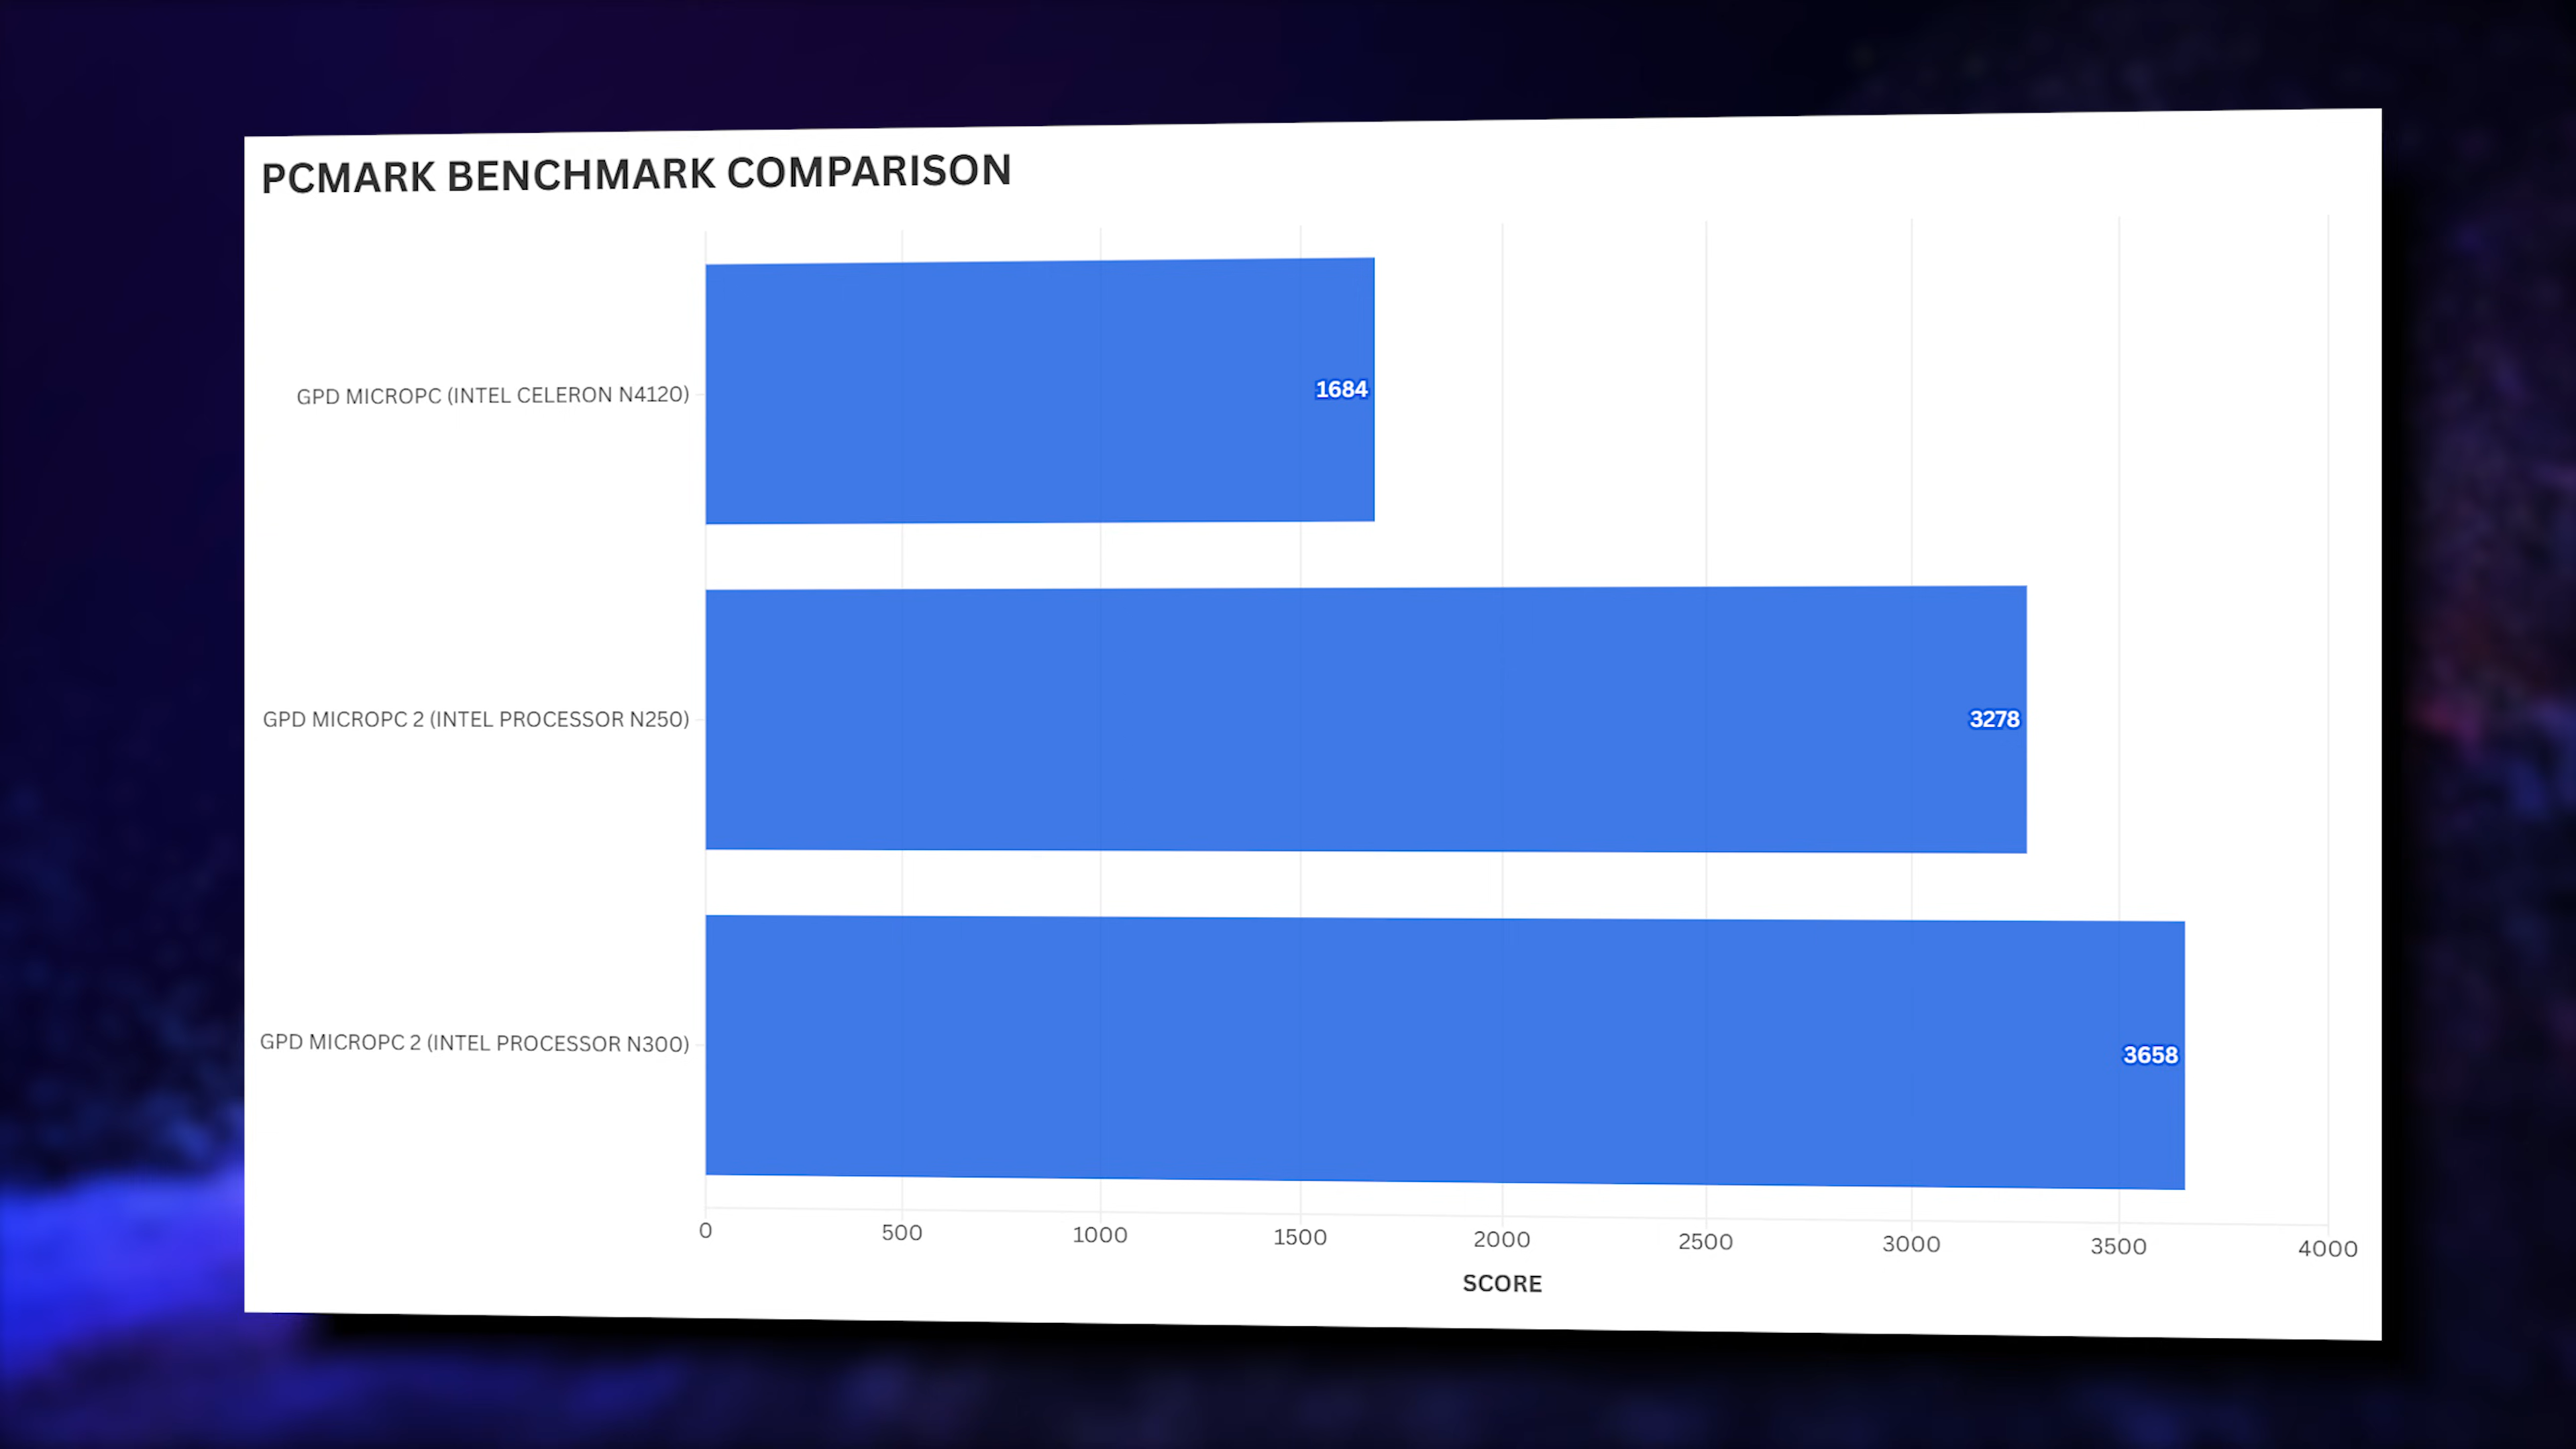 PCMARK BENCHMARK COMPARISON
GPD MICROPC (INTEL CELERON N4120)
1684
GPD MICROPC 2 (INTEL PROCESSOR N250)
3278
GPD MICROPC 2 (INTEL PROCESSOR N300)
3658
0 500 1000 1500 2000 2500 3000 3500 4000
SCORE